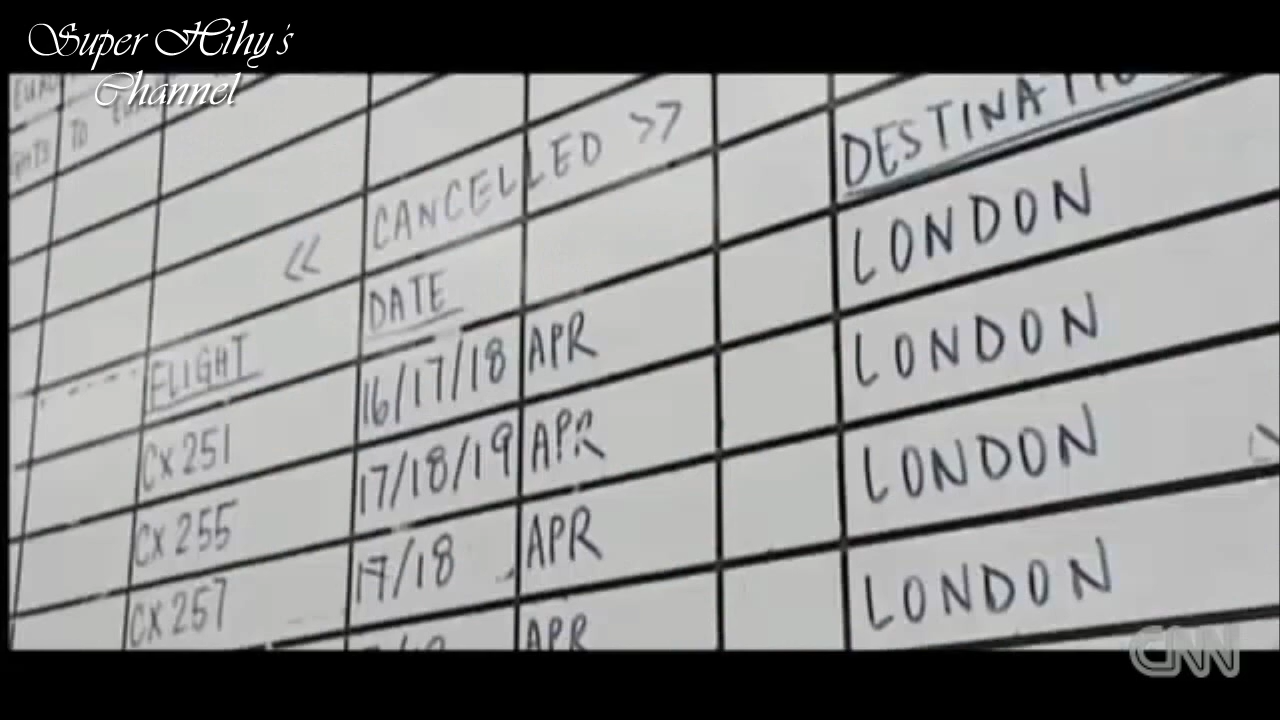 Super Hihy's
Channel
TO
<< CANCELLED >>
FLIGHT DATE DESTINATIO
CX 251 16/17/18 APR LONDON
CX 255 17/18/19 APR LONDON
CX 257 17/18 APR LONDON
APR LONDON
CNN